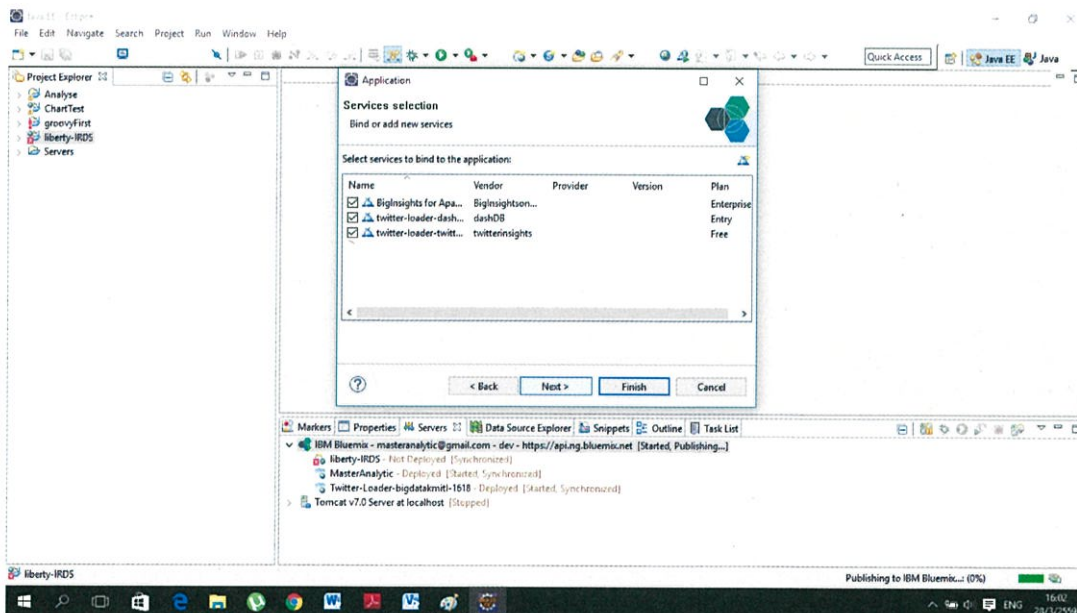 File Edit Navigate Search Project Run Window Help
Quick Access
Java EE
Java
Project Explorer
Analyse
ChartTest
groovyFirst
liberty-IRDS
Servers
Application
Services selection
Bind or add new services
Select services to bind to the application:
Name Vendor Provider Version Plan
BigInsights for Apa... BigInsightson... Enterprise
twitter-loader-dash... dashDB Entry
twitter-loader-twitt... twitterinsights Free
< Back Next > Finish Cancel
Markers Properties Servers Data Source Explorer Snippets Outline Task List
IBM Bluemix - masteranalytic@gmail.com - dev - https://api.ng.bluemix.net [Started, Publishing...]
liberty-IRDS - Not Deployed [Synchronized]
MasterAnalytic - Deployed [Started, Synchronized]
Twitter-Loader-bigdatakmitl-1618 - Deployed [Started, Synchronized]
Tomcat v7.0 Server at localhost [Stopped]
liberty-IRDS
Publishing to IBM Bluemix...: (0%)
ENG
16:02